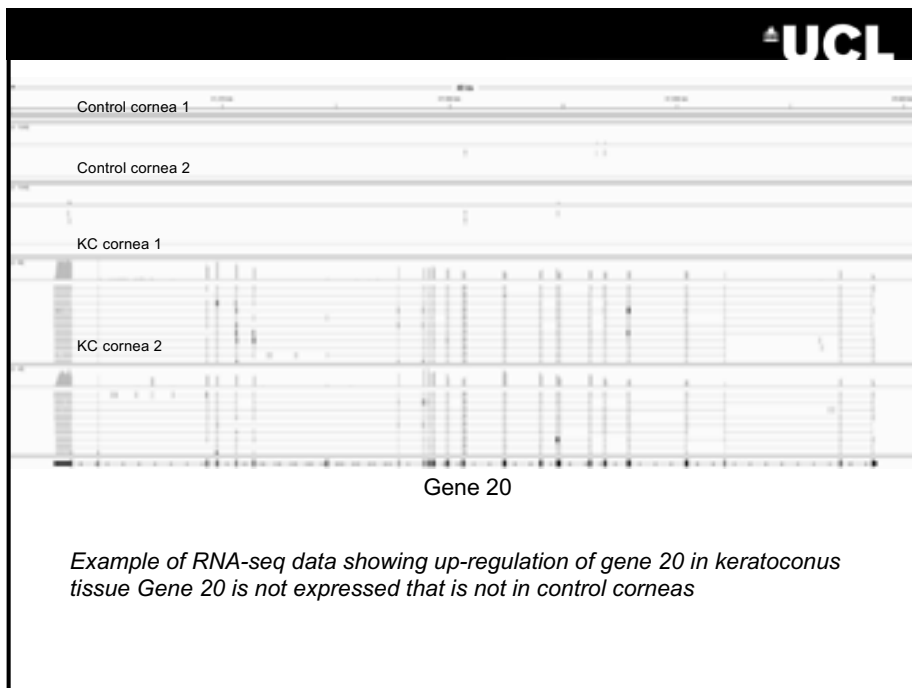 UCL
Control cornea 1
Control cornea 2
KC cornea 1
KC cornea 2
Gene 20
Example of RNA-seq data showing up-regulation of gene 20 in keratoconus
tissue Gene 20 is not expressed that is not in control corneas